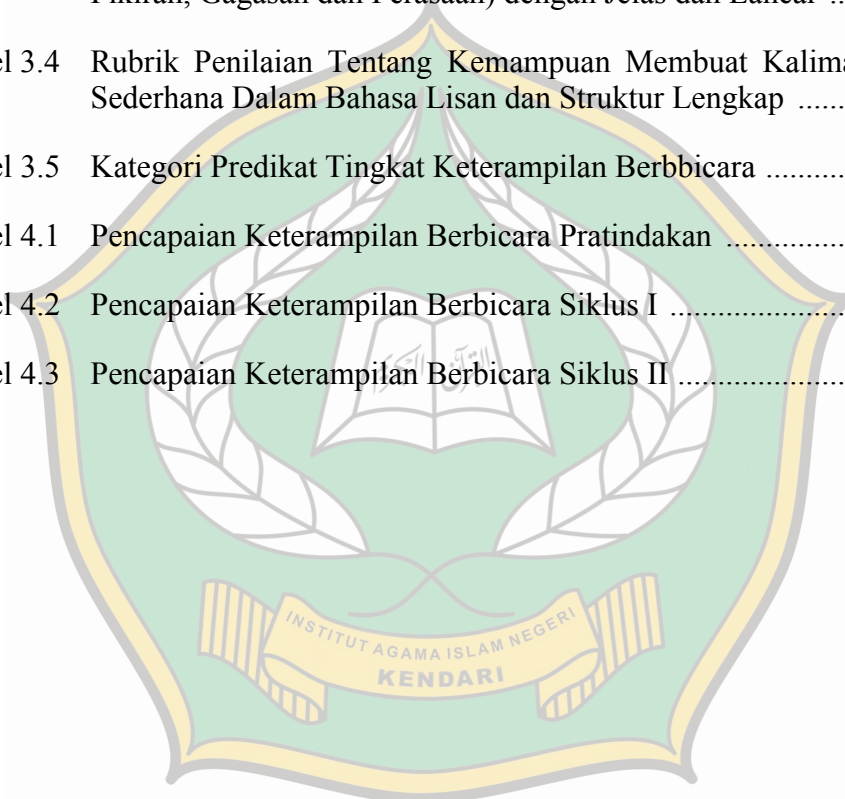 Pikiran, Gagasan dan Perasaan) dengan Jelas dan Lancar ..
el 3.4 Rubrik Penilaian Tentang Kemampuan Membuat Kalima
Sederhana Dalam Bahasa Lisan dan Struktur Lengkap ......
el 3.5 Kategori Predikat Tingkat Keterampilan Berbbicara ..........
el 4.1 Pencapaian Keterampilan Berbicara Pratindakan ...............
el 4.2 Pencapaian Keterampilan Berbicara Siklus I ......................
el 4.3 Pencapaian Keterampilan Berbicara Siklus II .....................
القرآن الكريم
INSTITUT AGAMA ISLAM NEGERI
KENDARI